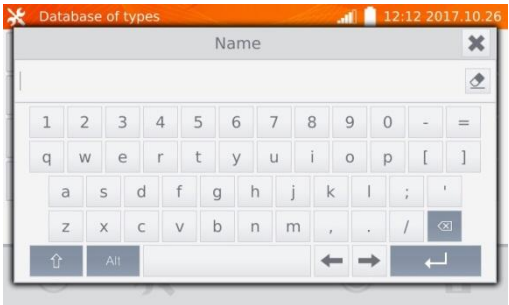 Database of types 12:12 2017.10.26
Name
1 2 3 4 5 6 7 8 9 0 - =
q w e r t y u i o p [ ]
a s d f g h j k l ; '
z x c v b n m , . /
Alt